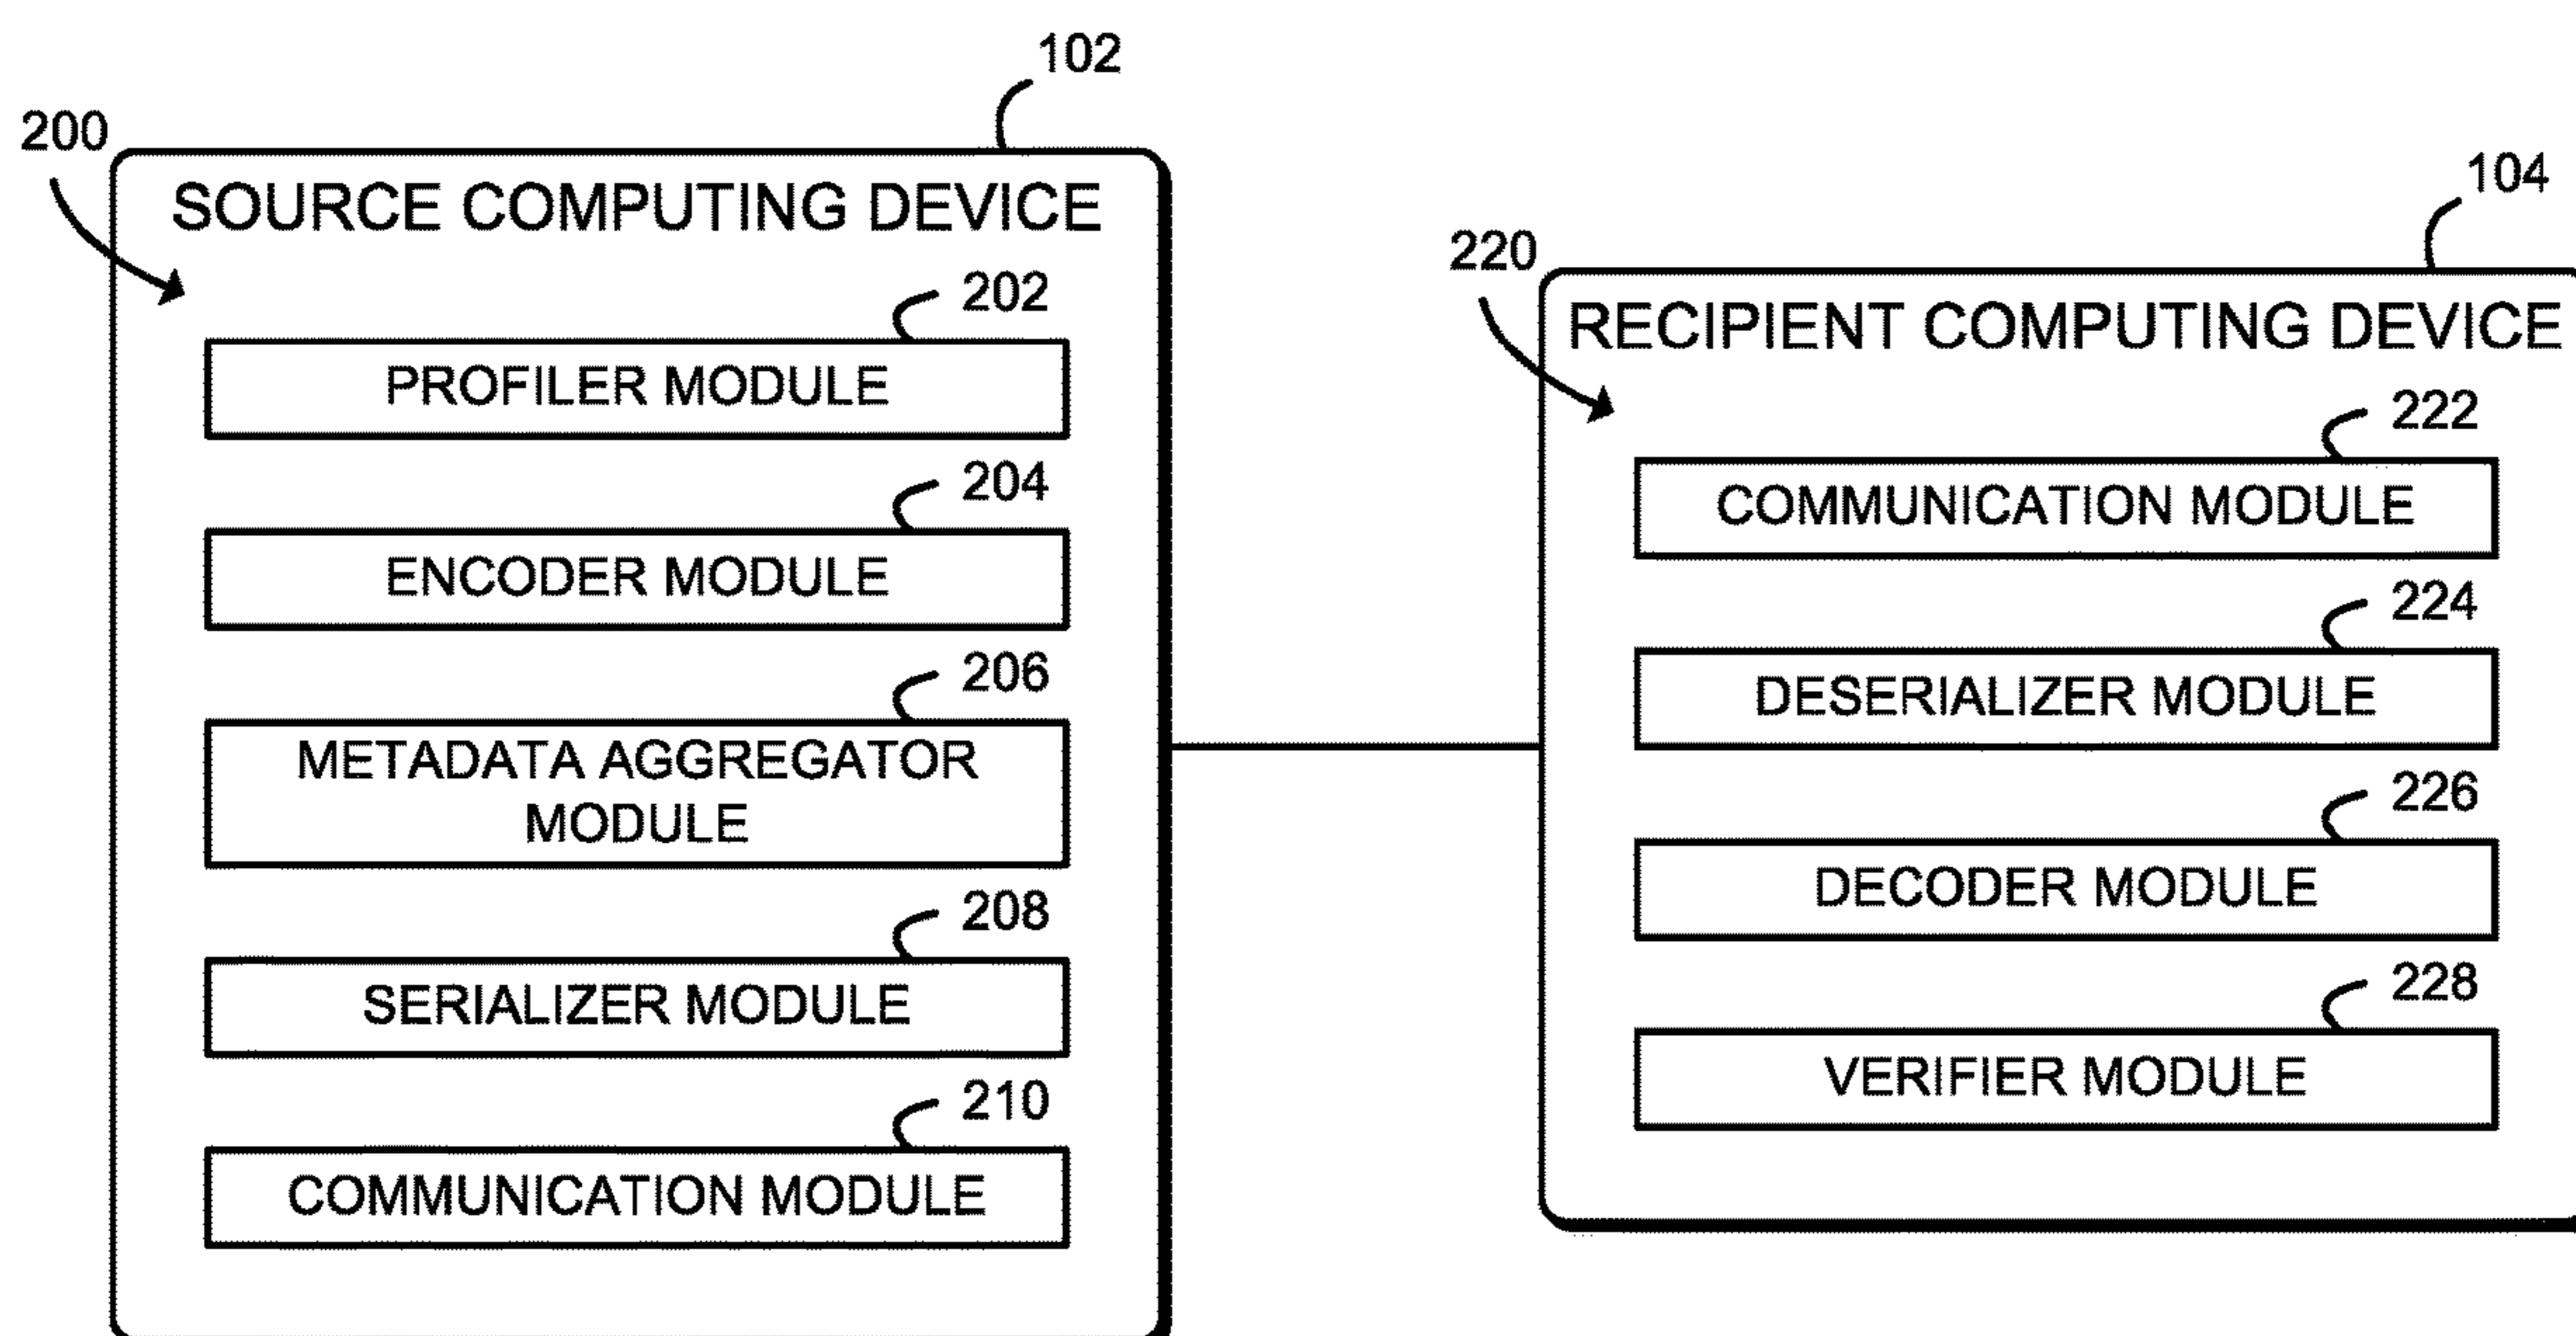 102
200
SOURCE COMPUTING DEVICE
202
PROFILER MODULE
204
ENCODER MODULE
206
METADATA AGGREGATOR
MODULE
208
SERIALIZER MODULE
210
COMMUNICATION MODULE
104
220
RECIPIENT COMPUTING DEVICE
222
COMMUNICATION MODULE
224
DESERIALIZER MODULE
226
DECODER MODULE
228
VERIFIER MODULE